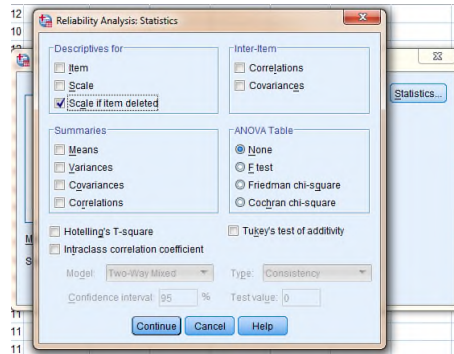 12
10
Reliability Analysis: Statistics
Descriptives for
Item
Scale
Scale if item deleted
Inter-Item
Correlations
Covariances
Statistics...
Summaries
Means
Variances
Covariances
Correlations
ANOVA Table
None
F test
Friedman chi-square
Cochran chi-square
Hotelling's T-square
Tukey's test of additivity
Intraclass correlation coefficient
Model: Two-Way Mixed
Type: Consistency
Confidence interval: 95 %
Test value: 0
Continue Cancel Help
11
11
11